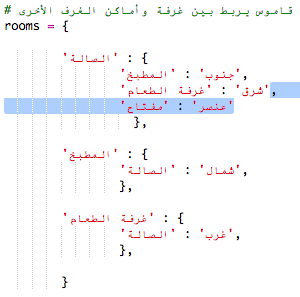 # قاموس يربط بين غرفة وأماكن الغرف الأخرى
rooms = {
'الصالة' : {
'جنوب' : 'المطبخ',
'شرق' : 'غرفة الطعام',
'عنصر' : 'مفتاح'
},
'المطبخ' : {
'شمال' : 'الصالة',
},
'غرفة الطعام' : {
'غرب' : 'الصالة',
},
}